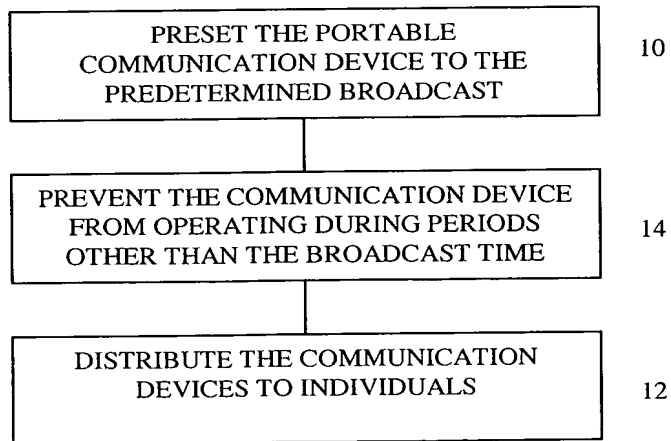 PRESET THE PORTABLE
COMMUNICATION DEVICE TO THE
PREDETERMINED BROADCAST
10
PREVENT THE COMMUNICATION DEVICE
FROM OPERATING DURING PERIODS
OTHER THAN THE BROADCAST TIME
14
DISTRIBUTE THE COMMUNICATION
DEVICES TO INDIVIDUALS
12